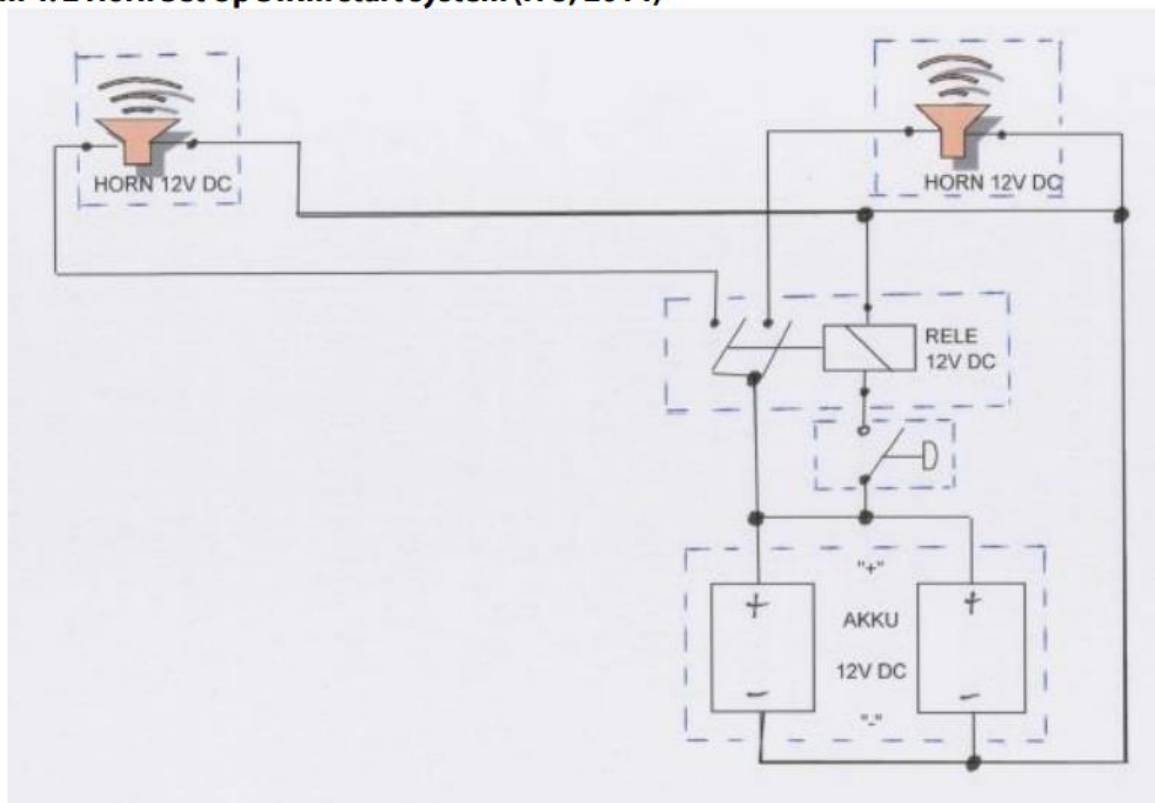 HORN 12V DC
HORN 12V DC
RELE
12V DC
"+"
+
+
AKKU
12V DC
-
-
"-"